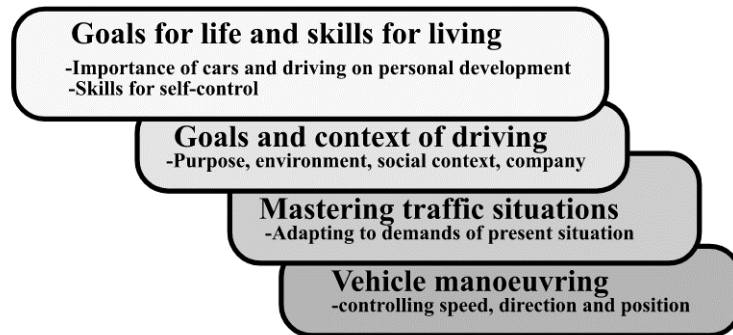 Goals for life and skills for living
-Importance of cars and driving on personal development
-Skills for self-control
Goals and context of driving
-Purpose, environment, social context, company
Mastering traffic situations
-Adapting to demands of present situation
Vehicle manoeuvring
-controlling speed, direction and position